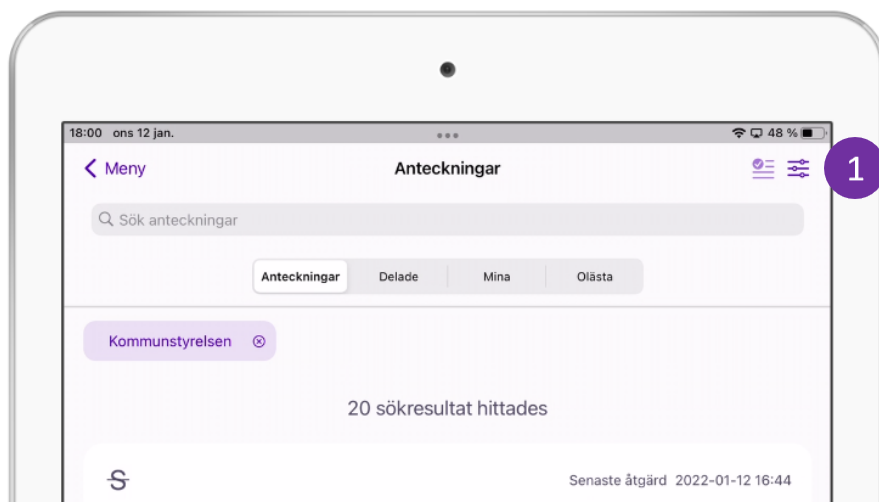 18:00 ons 12 jan.
48 %
Meny
Anteckningar
1
Sök anteckningar
Anteckningar Delade Mina Olästa
Kommunstyrelsen
20 sökresultat hittades
S Senaste åtgärd 2022-01-12 16:44